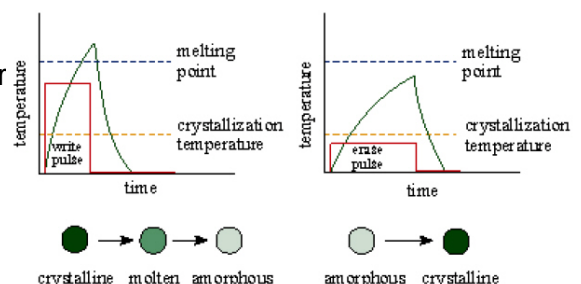 r
temperature
melting
point
crystallization
temperature
write
pulse
time
crystalline molten amorphous
temperature
melting
point
crystallization
temperature
erase
pulse
time
amorphous crystalline